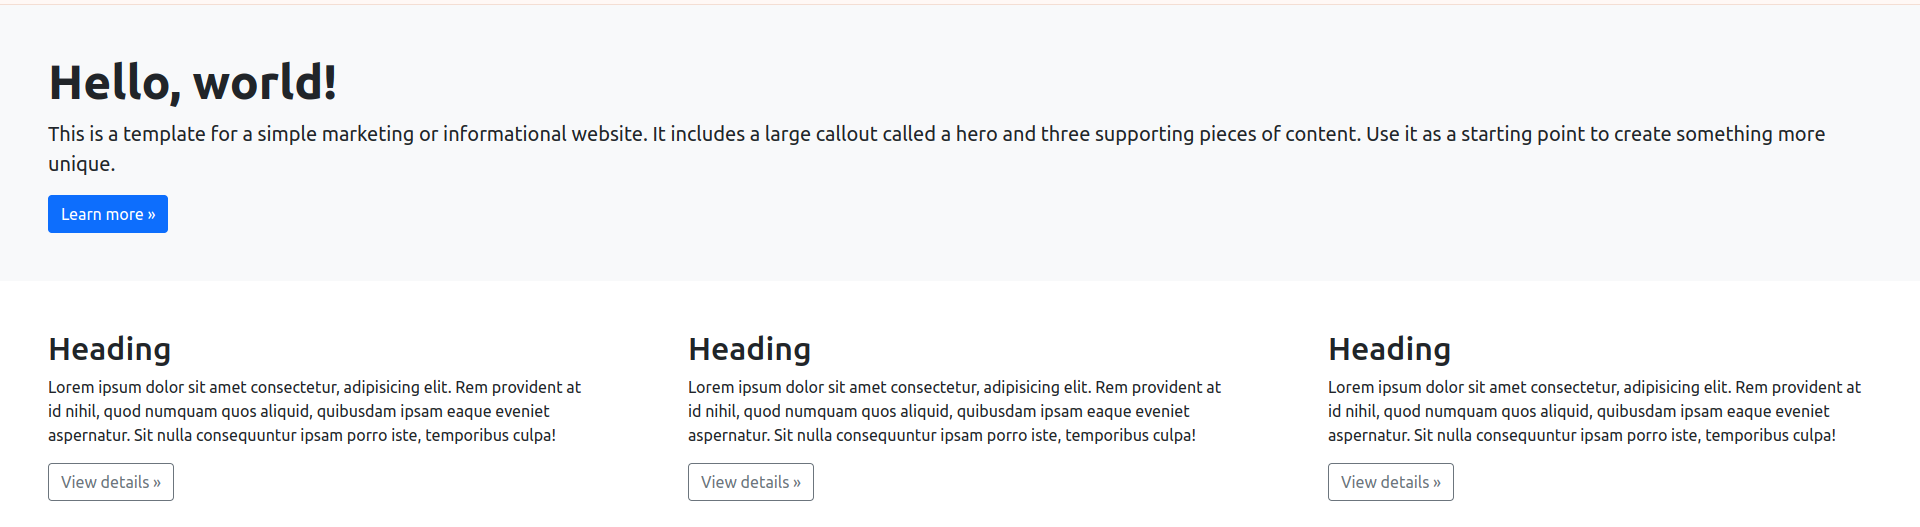 Hello, world!
This is a template for a simple marketing or informational website. It includes a large callout called a hero and three supporting pieces of content. Use it as a starting point to create something more
unique.
Learn more »
Heading
Lorem ipsum dolor sit amet consectetur, adipisicing elit. Rem provident at
id nihil, quod numquam quos aliquid, quibusdam ipsam eaque eveniet
aspernatur. Sit nulla consequuntur ipsam porro iste, temporibus culpa!
View details »
Heading
Lorem ipsum dolor sit amet consectetur, adipisicing elit. Rem provident at
id nihil, quod numquam quos aliquid, quibusdam ipsam eaque eveniet
aspernatur. Sit nulla consequuntur ipsam porro iste, temporibus culpa!
View details »
Heading
Lorem ipsum dolor sit amet consectetur, adipisicing elit. Rem provident at
id nihil, quod numquam quos aliquid, quibusdam ipsam eaque eveniet
aspernatur. Sit nulla consequuntur ipsam porro iste, temporibus culpa!
View details »